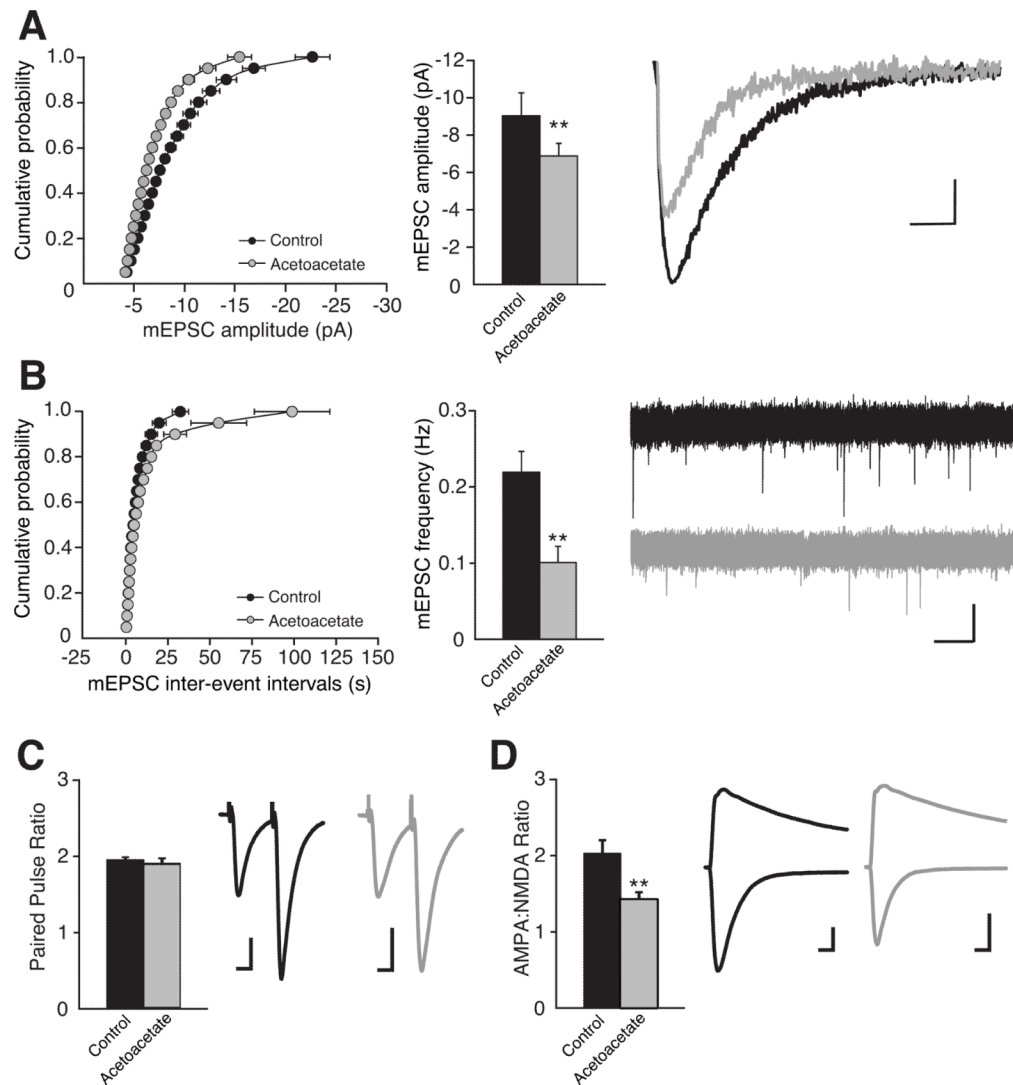 A
Cumulative probability
1.0
0.8
0.6
0.4
0.2
0
Control
Acetoacetate
-5 -10 -15 -20 -25 -30
mEPSC amplitude (pA)
mEPSC amplitude (pA)
-12
-10
-8
-6
-4
-2
0
**
Control
Acetoacetate
B
Cumulative probability
1.0
0.8
0.6
0.4
0.2
0
Control
Acetoacetate
-25 0 25 50 75 100 125 150
mEPSC inter-event intervals (s)
mEPSC frequency (Hz)
0.3
0.2
0.1
0
**
Control
Acetoacetate
C
Paired Pulse Ratio
3
2
1
0
Control
Acetoacetate
D
AMPA:NMDA Ratio
3
2
1
0
**
Control
Acetoacetate